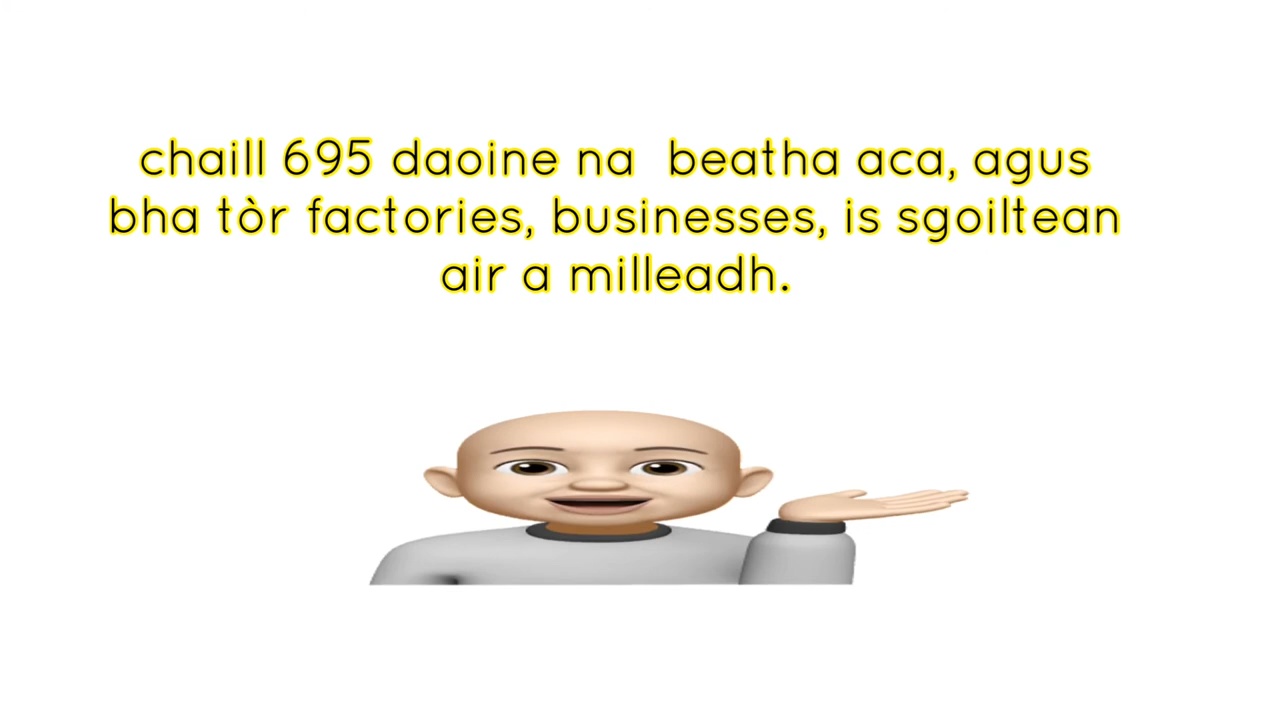 chaill 695 daoine na beatha aca, agus
bha tòr factories, businesses, is sgoiltean
air a milleadh.